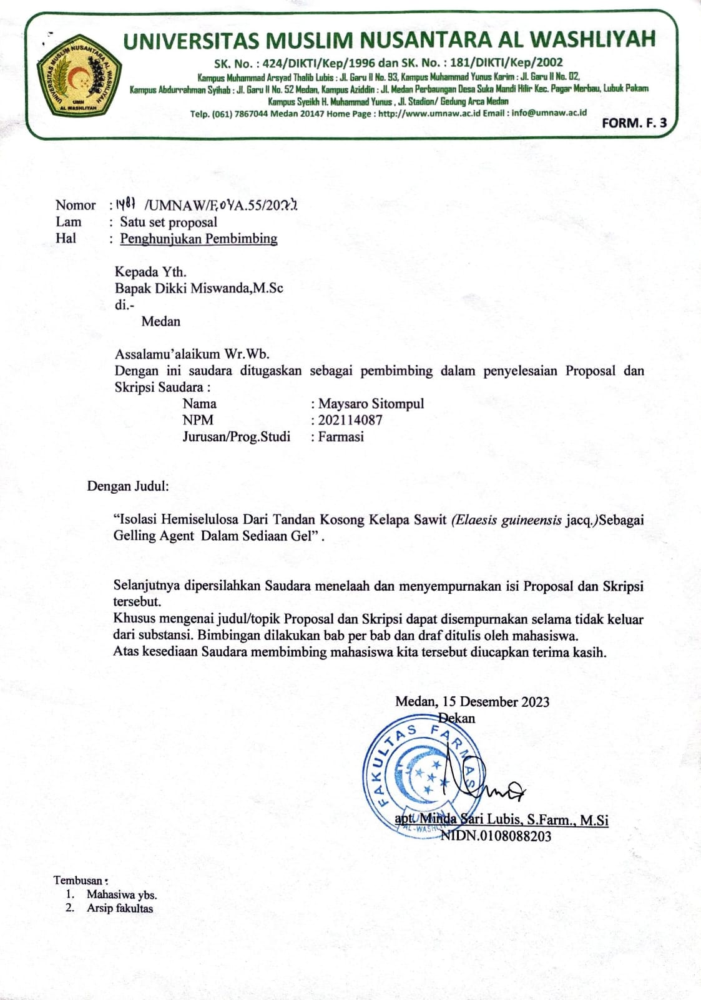 UNIVERSITAS MUSLIM NUSANTARA AL WASHLIYAH
UMN
AL WASHLIYAH
UNIVERSITAS MUSLIM NUSANTARA AL WASHLIYAH
SK. No. : 424/DIKTI/Kep/1996 dan SK. No. : 181/DIKTI/Kep/2002
Kampus Muhammad Arsyad Thalib Lubis : Jl. Garu II No. 93, Kampus Muhammad Yunus Karim : Jl. Garu II No. 02,
Kampus Abdurrahman Syihab : Jl. Garu II No. 52 Medan, Kampus Aziddin : Jl. Medan Perbaungan Desa Suka Mandi Hilir Kec. Pagar Merbau, Lubuk Pakam
Kampus Syeikh H. Muhammad Yunus , Jl. Stadion/ Gedung Arca Medan
Telp. (061) 7867044 Medan 20147 Home Page : http://www.umnaw.ac.id Email : info@umnaw.ac.id
FORM. F. 3
Nomor : /UMNAW/
Lam : Satu set proposal
Hal : Penghunjukan Pembimbing
Kepada Yth.
Bapak Dikki Miswanda,M.Sc
di.-
Medan
Assalamu’alaikum Wr.Wb.
Dengan ini saudara ditugaskan sebagai pembimbing dalam penyelesaian Proposal dan
Skripsi Saudara :
Nama : Maysaro Sitompul
NPM : 202114087
Jurusan/Prog.Studi : Farmasi
Dengan Judul:
“Isolasi Hemiselulosa Dari Tandan Kosong Kelapa Sawit (Elaesis guineensis jacq.)Sebagai
Gelling Agent Dalam Sediaan Gel” .
Selanjutnya dipersilahkan Saudara menelaah dan menyempurnakan isi Proposal dan Skripsi
tersebut.
Khusus mengenai judul/topik Proposal dan Skripsi dapat disempurnakan selama tidak keluar
dari substansi. Bimbingan dilakukan bab per bab dan draf ditulis oleh mahasiswa.
Atas kesediaan Saudara membimbing mahasiswa kita tersebut diucapkan terima kasih.
Medan, 15 Desember 2023
Dekan
FAKULTAS FARMASI
UMN
AL-WASHLIYAH
apt. Minda Sari Lubis, S.Farm., M.Si
NIDN.0108088203
Tembusan :
1. Mahasiwa ybs.
2. Arsip fakultas